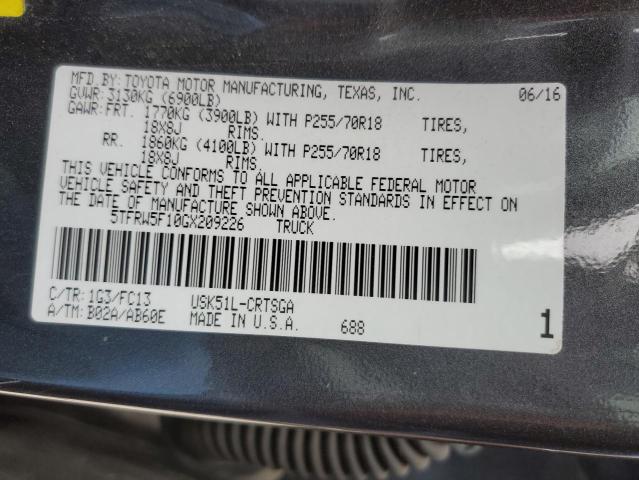 MFD.BY:TOYOTA MOTOR MANUFACTURING, TEXAS, INC. 06/16
GVWR:3130KG (6900LB)
GAWR:FRT. 1770KG (3900LB) WITH P255/70R18 TIRES,
18X8J RIMS.
RR. 1860KG (4100LB) WITH P255/70R18 TIRES,
18X8J RIMS.
THIS VEHICLE CONFORMS TO ALL APPLICABLE FEDERAL MOTOR
VEHICLE SAFETY AND THEFT PREVENTION STANDARDS IN EFFECT ON
THE DATE OF MANUFACTURE SHOWN ABOVE.
5TFRW5F10GX209226 TRUCK
C/TR:1G3/FC13 USK51L-CRTSGA
A/TM:B02A/AB60E MADE IN U.S.A. 688 1